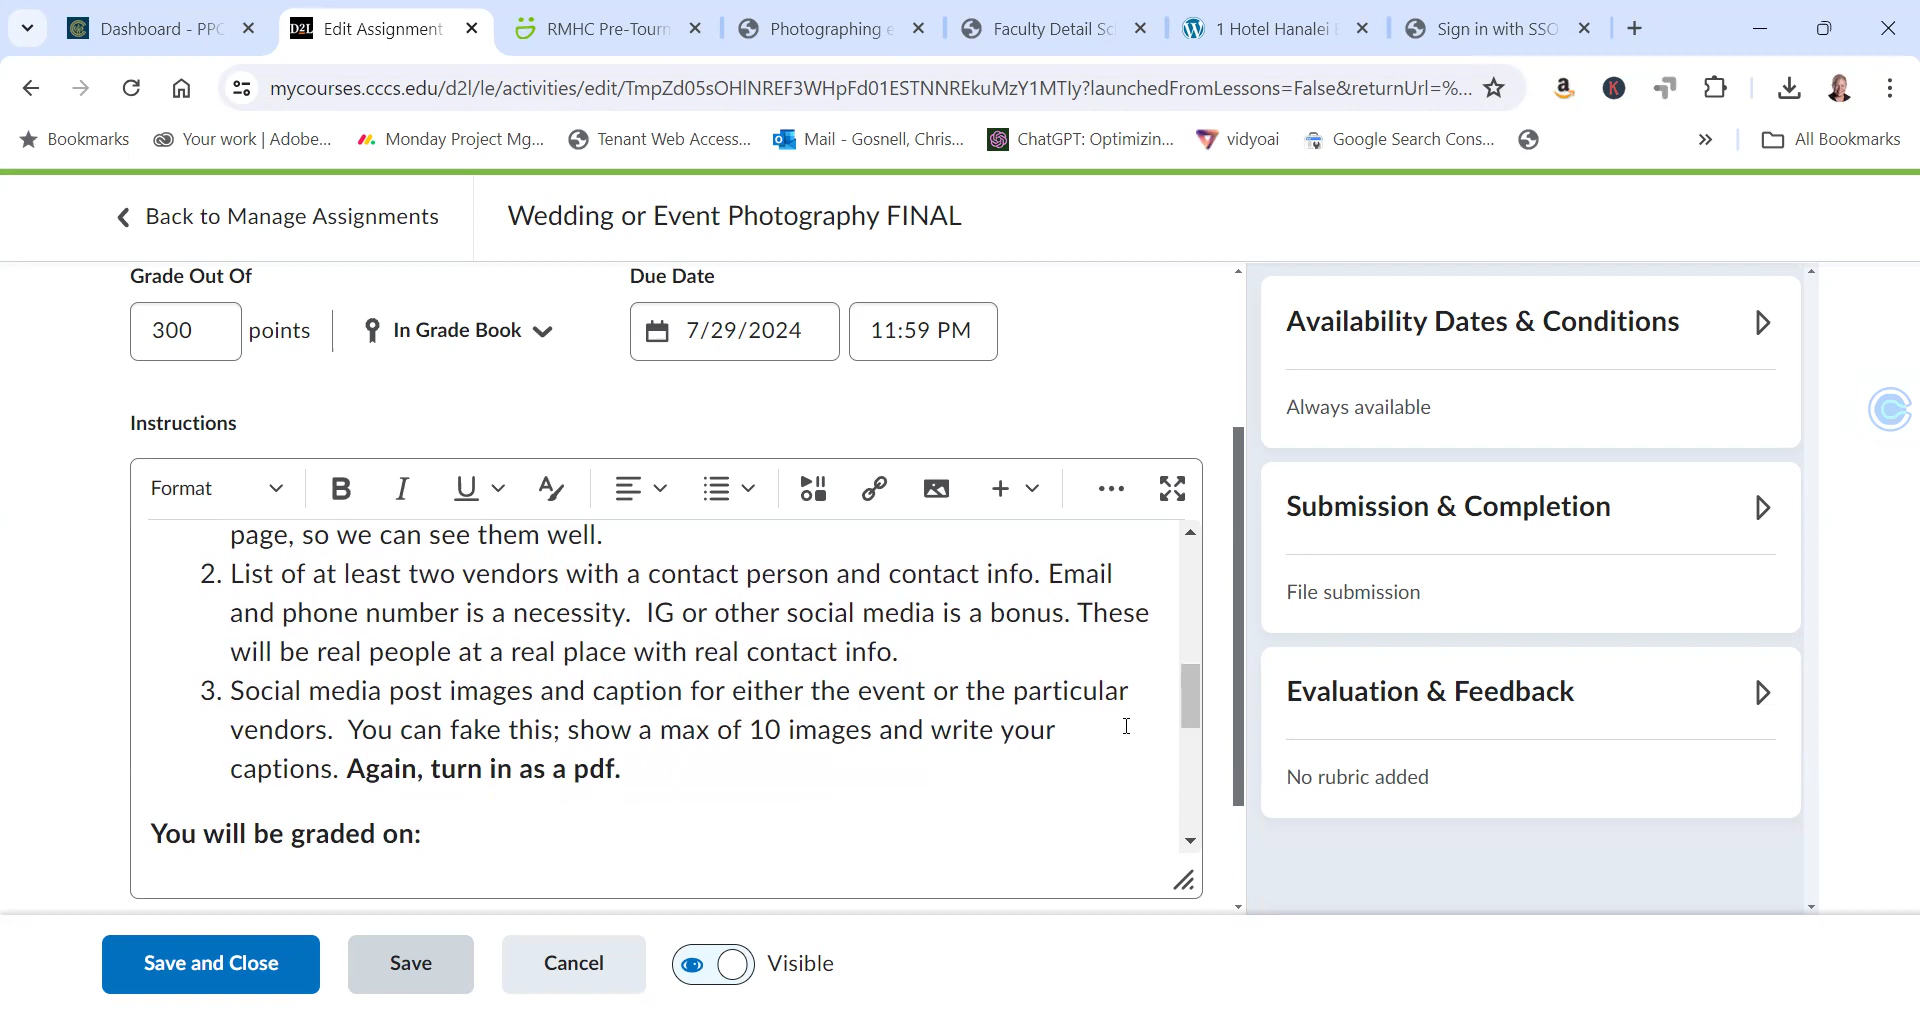 Dashboard - PPC
D2L Edit Assignment
RMHC Pre-Tourn
Photographing e
Faculty Detail Sc
1 Hotel Hanalei
Sign in with SSO
mycourses.cccs.edu/d2l/le/activities/edit/TmpZd05sOHlNREF3WHpFd01ESTNNREkuMzY1MTIy?launchedFromLessons=False&returnUrl=%...
Bookmarks
Your work | Adobe...
Monday Project Mg...
Tenant Web Access...
Mail - Gosnell, Chris...
ChatGPT: Optimizin...
vidyoai
Google Search Cons...
»
All Bookmarks
Back to Manage Assignments
Wedding or Event Photography FINAL
Grade Out Of
Due Date
300 points
In Grade Book
7/29/2024
11:59 PM
Instructions
Format
page, so we can see them well.
2. List of at least two vendors with a contact person and contact info. Email
and phone number is a necessity.  IG or other social media is a bonus. These
will be real people at a real place with real contact info.
3. Social media post images and caption for either the event or the particular
vendors.  You can fake this; show a max of 10 images and write your
captions. Again, turn in as a pdf.
You will be graded on:
Availability Dates & Conditions
Always available
Submission & Completion
File submission
Evaluation & Feedback
No rubric added
Save and Close
Save
Cancel
Visible